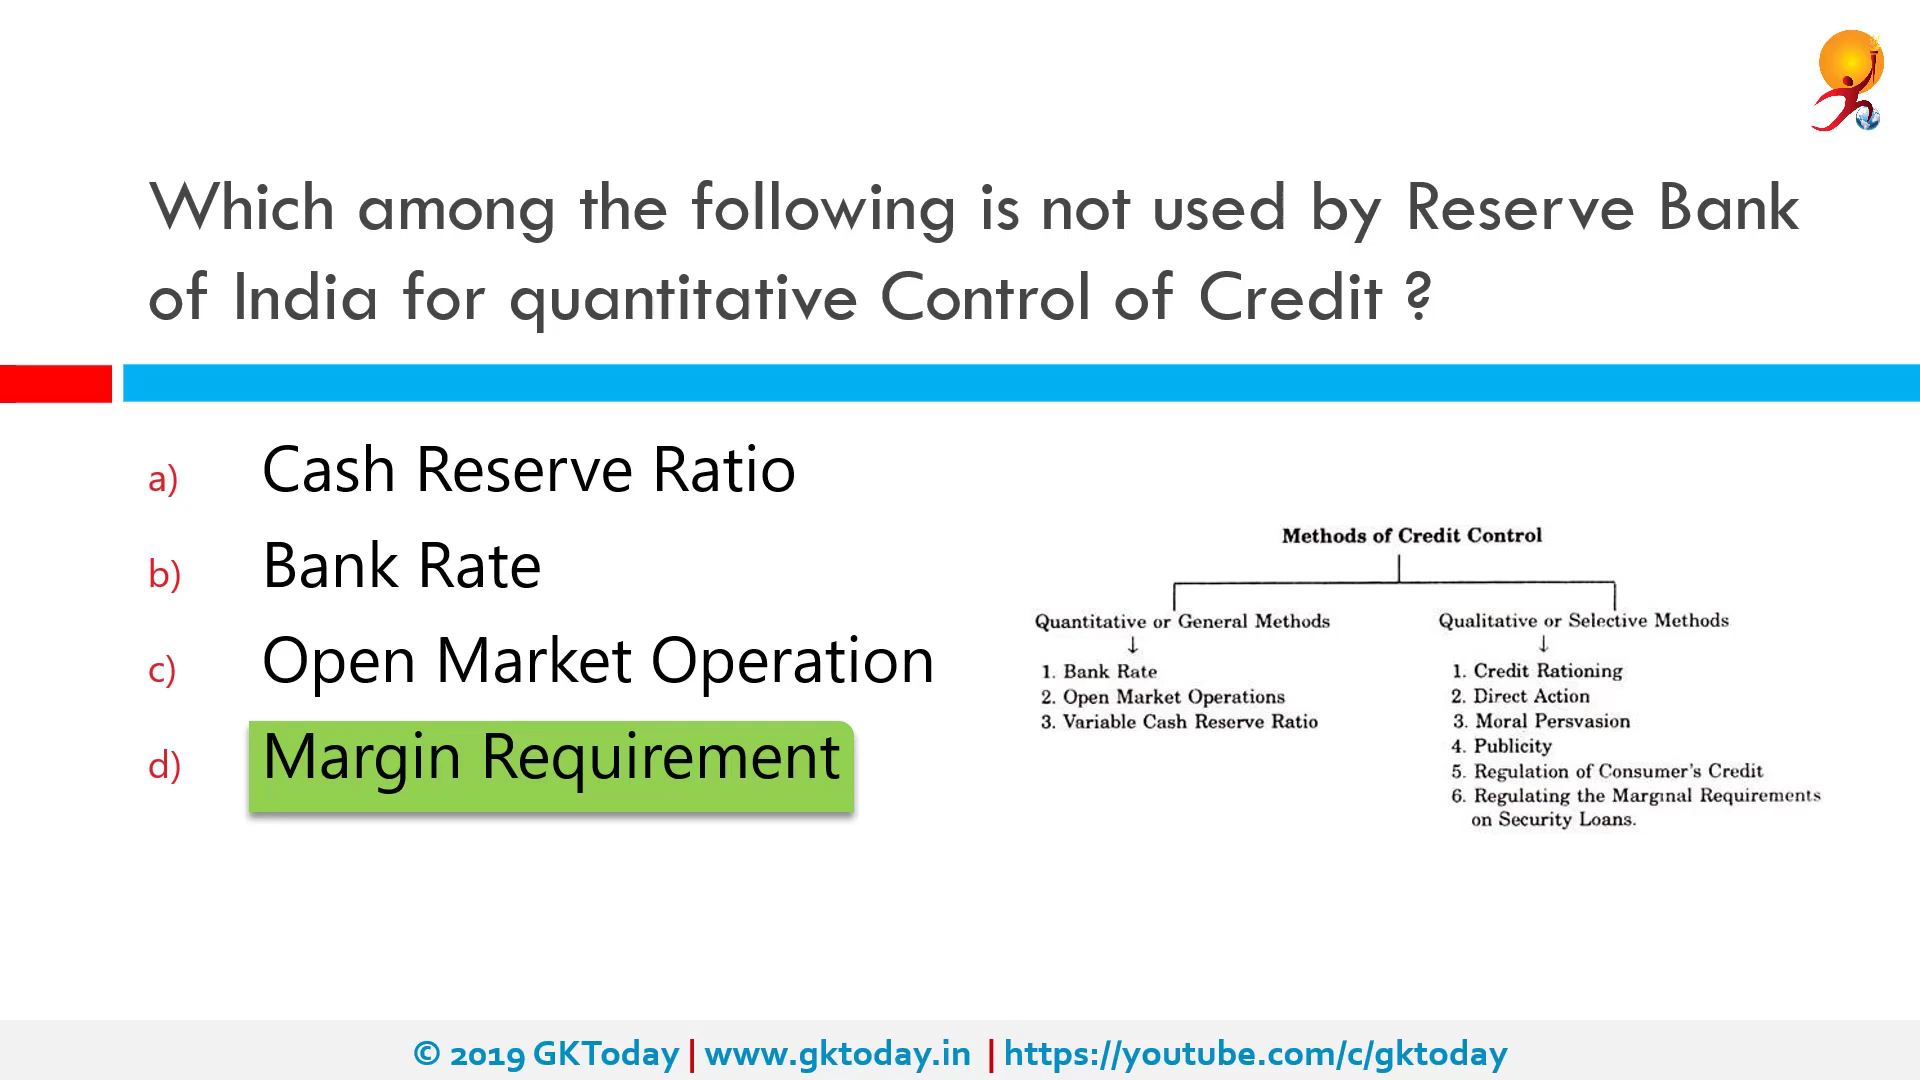 Which among the following is not used by Reserve Bank
of India for quantitative Control of Credit ?
a) Cash Reserve Ratio
b) Bank Rate
c) Open Market Operation
d) Margin Requirement
Methods of Credit Control
Quantitative or General Methods
↓
1. Bank Rate
2. Open Market Operations
3. Variable Cash Reserve Ratio
Qualitative or Selective Methods
↓
1. Credit Rationing
2. Direct Action
3. Moral Persvasion
4. Publicity
5. Regulation of Consumer's Credit
6. Regulating the Marginal Requirements
on Security Loans.
© 2019 GKToday | www.gktoday.in | https://youtube.com/c/gktoday